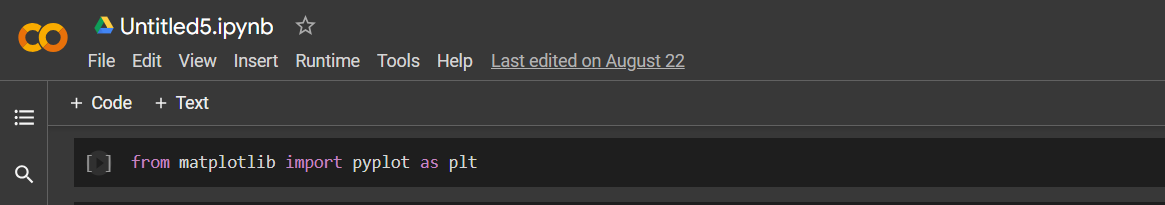 Untitled5.ipynb
File Edit View Insert Runtime Tools Help Last edited on August 22
+ Code + Text
[ ] from matplotlib import pyplot as plt